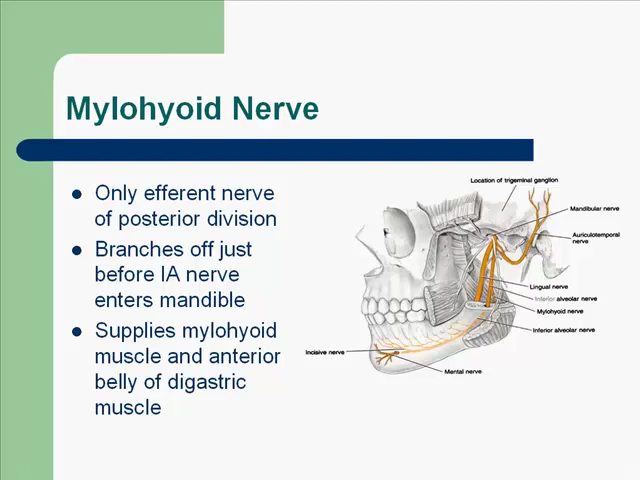 Mylohyoid Nerve
Only efferent nerve
of posterior division
Branches off just
before IA nerve
enters mandible
Supplies mylohyoid
muscle and anterior
belly of digastric
muscle
Location of trigeminal ganglion
Mandibular nerve
Auriculotemporal
nerve
Lingual nerve
Inferior alveolar nerve
Mylohyoid nerve
Inferior alveolar nerve
Incisive nerve
Mental nerve